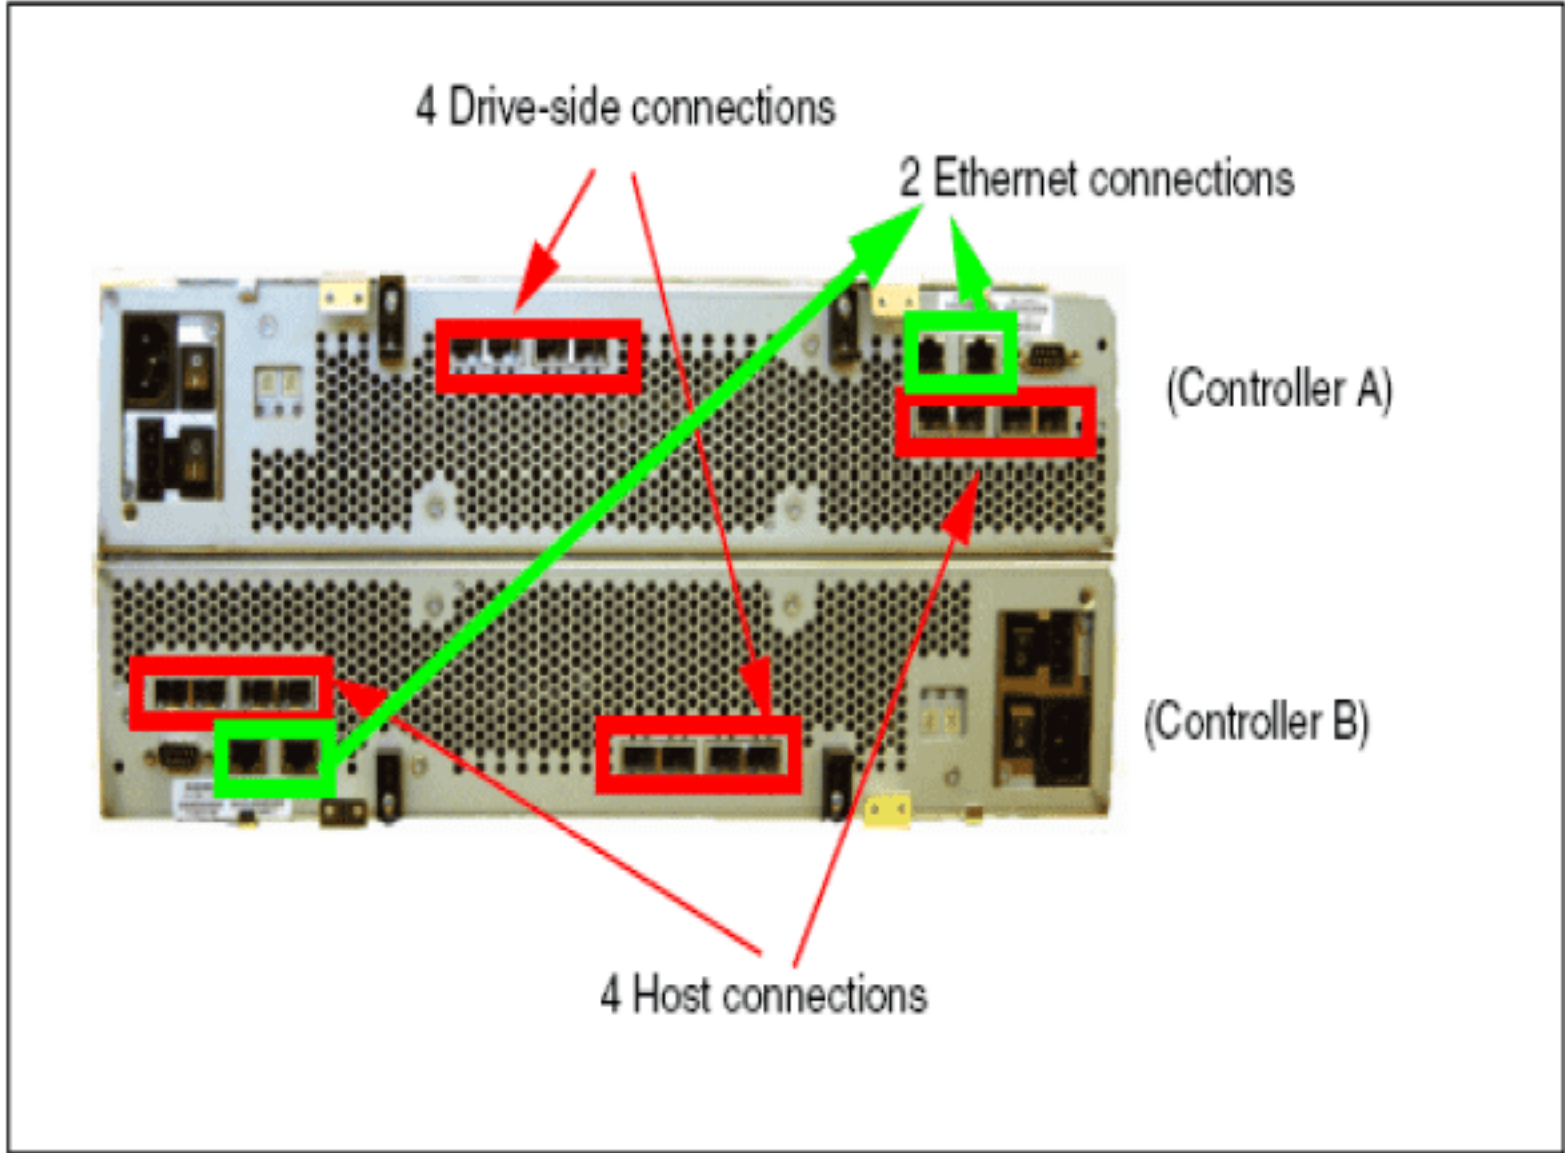 4 Drive-side connections
2 Ethernet connections
(Controller A)
(Controller B)
4 Host connections